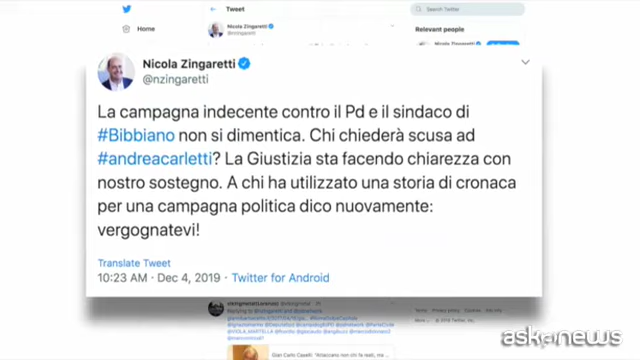 Tweet
Search Twitter
Home
Nicola Zingaretti
@nzingaretti
Relevant people
Nicola Zingaretti
@nzingaretti
La campagna indecente contro il Pd e il sindaco di
#Bibbiano non si dimentica. Chi chiederà scusa ad
#andreacarletti? La Giustizia sta facendo chiarezza con
nostro sostegno. A chi ha utilizzato una storia di cronaca
per una campagna politica dico nuovamente:
vergognatevi!
Translate Tweet
10:23 AM · Dec 4, 2019 · Twitter for Android
askanews